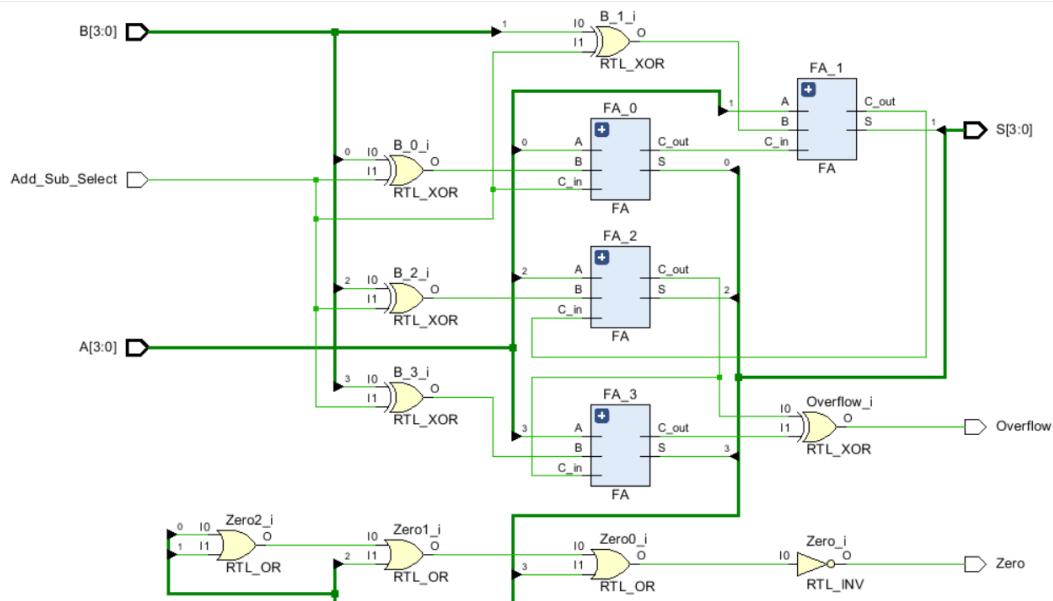 B[3:0]
1
I0
I1
B_1_i
O
RTL_XOR
FA_1
A
B
C_in
1
C_out
S
1
FA
S[3:0]
Add_Sub_Select
0
I0
I1
B_0_i
O
RTL_XOR
FA_0
0
A
B
C_in
C_out
S
0
FA
2
I0
I1
B_2_i
O
RTL_XOR
FA_2
2
A
B
C_in
C_out
S
2
FA
A[3:0]
3
I0
I1
B_3_i
O
RTL_XOR
FA_3
3
A
B
C_in
C_out
S
3
FA
Overflow_i
I0
I1
O
RTL_XOR
Overflow
Zero2_i
0
I0
1
I1
O
RTL_OR
Zero1_i
I0
2
I1
O
RTL_OR
Zero0_i
I0
3
I1
O
RTL_OR
Zero_i
I0
O
RTL_INV
Zero